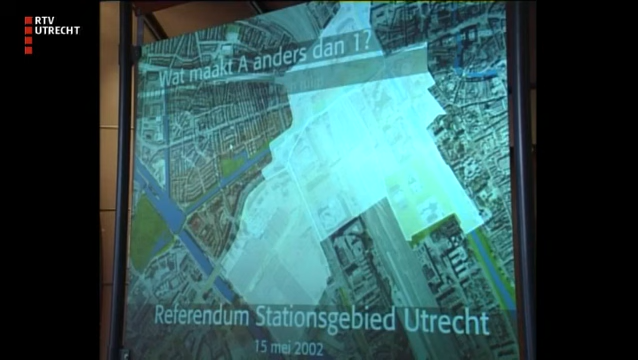 RTV
UTRECHT
Wat maakt A anders dan 1?
Referendum Stationsgebied Utrecht
15 mei 2002